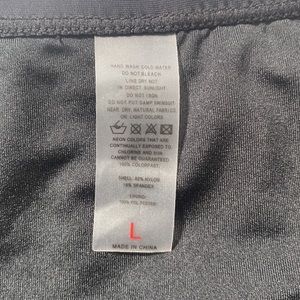 HAND WASH COLD WATER
DO NOT BLEACH
LINE DRY NOT
IN DIRECT SUNLIGHT
DO NOT IRON
DO NOT PUT DAMP SWIMSUIT
NEAR DRY, NATURAL FABRICS
OR LIGHT COLORS
NEON COLORS THAT ARE
CONTINUALLY EXPOSED TO
CHLORINE AND SUN
CANNOT BE GUARANTEED
100% COLORFAST
SHELL: 82% NYLON
18% SPANDEX
LINING:
100% POLYESTER
L
MADE IN CHINA